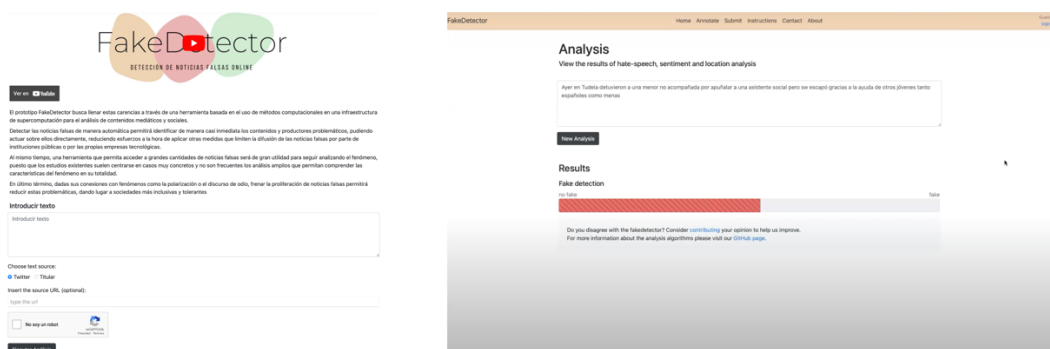 FakeDetector
DETECCIÓN DE NOTICIAS FALSAS ONLINE
Ver en YouTube
El prototipo FakeDetector busca llenar estas carencias a través de una herramienta basada en el uso de métodos computacionales en una infraestructura
de supercomputación para el análisis de contenidos mediáticos y sociales.
Detectar las noticias falsas de manera automática permitirá identificar de manera casi inmediata los contenidos y productores problemáticos, pudiendo
actuar sobre ellos directamente, reduciendo esfuerzos a la hora de aplicar otras medidas que limiten la difusión de las noticias falsas por parte de
instituciones públicas o por las propias empresas tecnológicas.
Al mismo tiempo, una herramienta que permita acceder a grandes cantidades de noticias falsas será de gran utilidad para seguir analizando el fenómeno,
puesto que los estudios existentes suelen centrarse en casos muy concretos y no son frecuentes los análisis amplios que permitan comprender las
características del fenómeno en su totalidad.
En último término, dadas sus conexiones con fenómenos como la polarización o el discurso de odio, frenar la proliferación de noticias falsas permitirá
reducir estas problemáticas, dando lugar a sociedades más inclusivas y tolerantes
Introducir texto
Introducir texto
Choose text source:
Twitter Titular
Insert the source URL (optional):
type the url
No soy un robot
reCAPTCHA
FakeDetector
Home Annotate Submit Instructions Contact About
Analysis
View the results of hate-speech, sentiment and location analysis
Ayer en Tudela detuvieron a una menor no acompañada por apuñalar a una asistente social pero se escapó gracias a la ayuda de otros jóvenes tanto
españoles como menas
New Analysis
Results
Fake detection
no fake fake
Do you disagree with the fakedetector? Consider contributing your opinion to help us improve.
For more information about the analysis algorithms please visit our GitHub page.